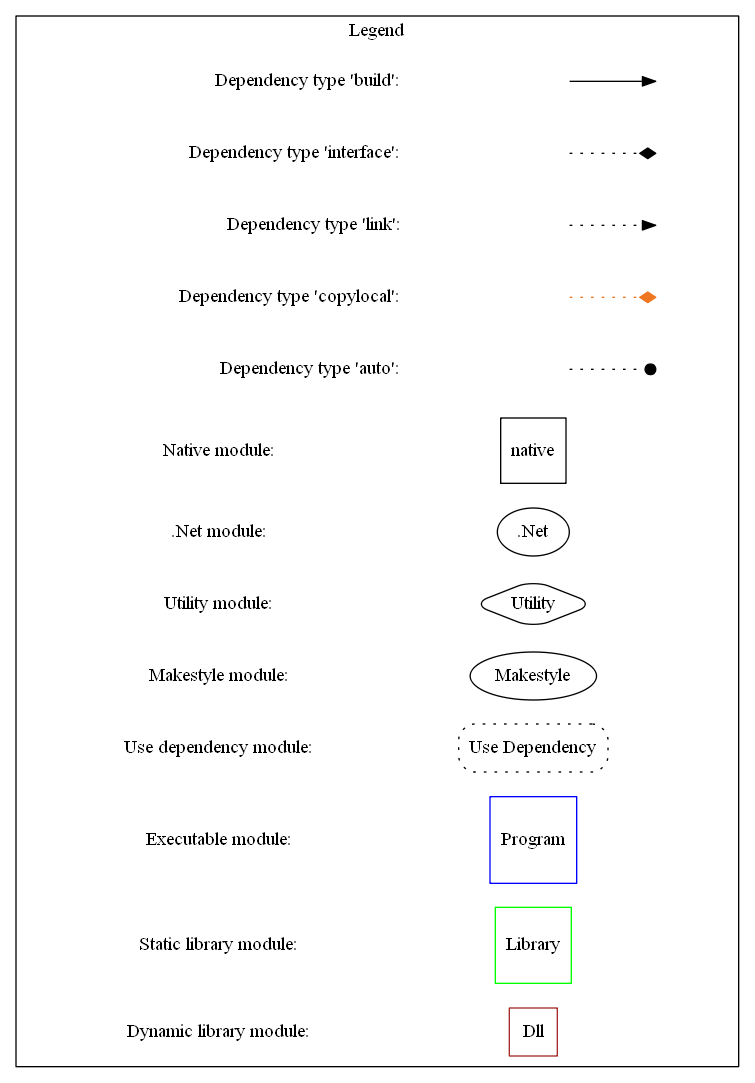 Legend
Dependency type 'build':
Dependency type 'interface':
Dependency type 'link':
Dependency type 'copylocal':
Dependency type 'auto':
Native module: native
.Net module: .Net
Utility module: Utility
Makestyle module: Makestyle
Use dependency module: Use Dependency
Executable module: Program
Static library module: Library
Dynamic library module: Dll